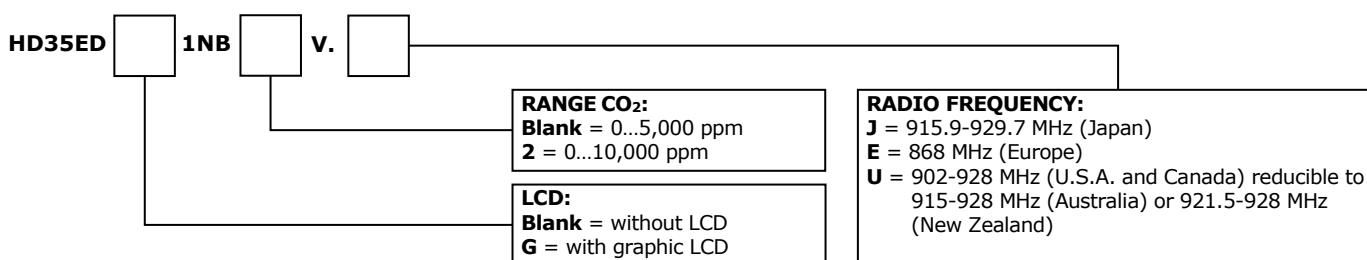 HD35ED 1NB V.
RANGE CO₂:
Blank = 0...5,000 ppm
2 = 0...10,000 ppm
LCD:
Blank = without LCD
G = with graphic LCD
RADIO FREQUENCY:
J = 915.9-929.7 MHz (Japan)
E = 868 MHz (Europe)
U = 902-928 MHz (U.S.A. and Canada) reducible to
915-928 MHz (Australia) or 921.5-928 MHz
(New Zealand)